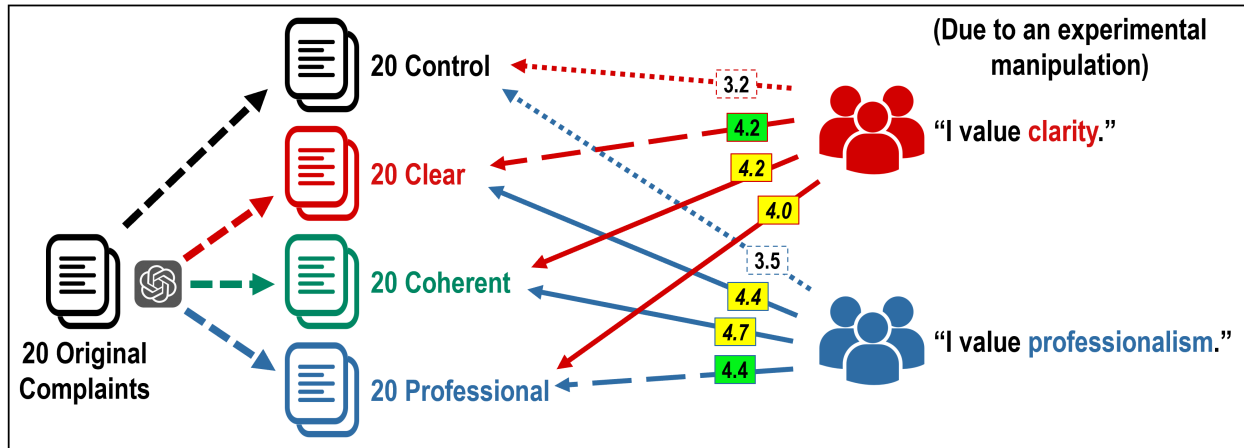 (Due to an experimental
manipulation)
20 Control
3.2
4.2
"I value clarity."
20 Clear
4.2
4.0
3.5
20 Coherent
4.4
4.7
"I value professionalism."
20 Original
Complaints
20 Professional
4.4